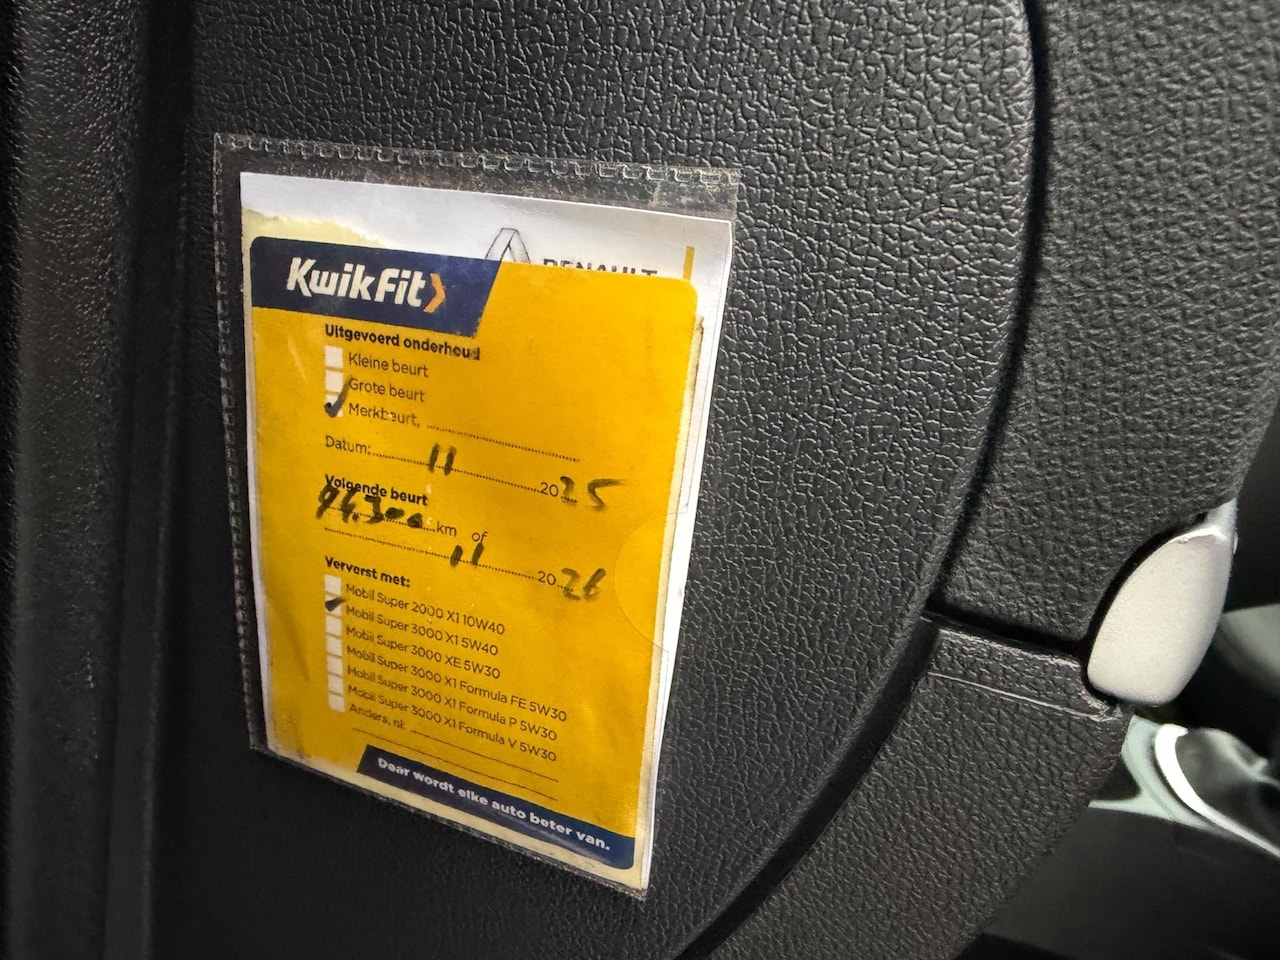 RENAULT
KwikFit
Uitgevoerd onderhoud
Kleine beurt
Grote beurt
Merkbeurt,
Datum: 11 2025
Volgende beurt
94.300 km of
11 2026
Ververst met:
Mobil Super 2000 X1 10W40
Mobil Super 3000 X1 5W40
Mobil Super 3000 XE 5W30
Mobil Super 3000 X1 Formula FE 5W30
Mobil Super 3000 X1 Formula P 5W30
Mobil Super 3000 X1 Formula V 5W30
Anders, nl:
Daar wordt elke auto beter van.